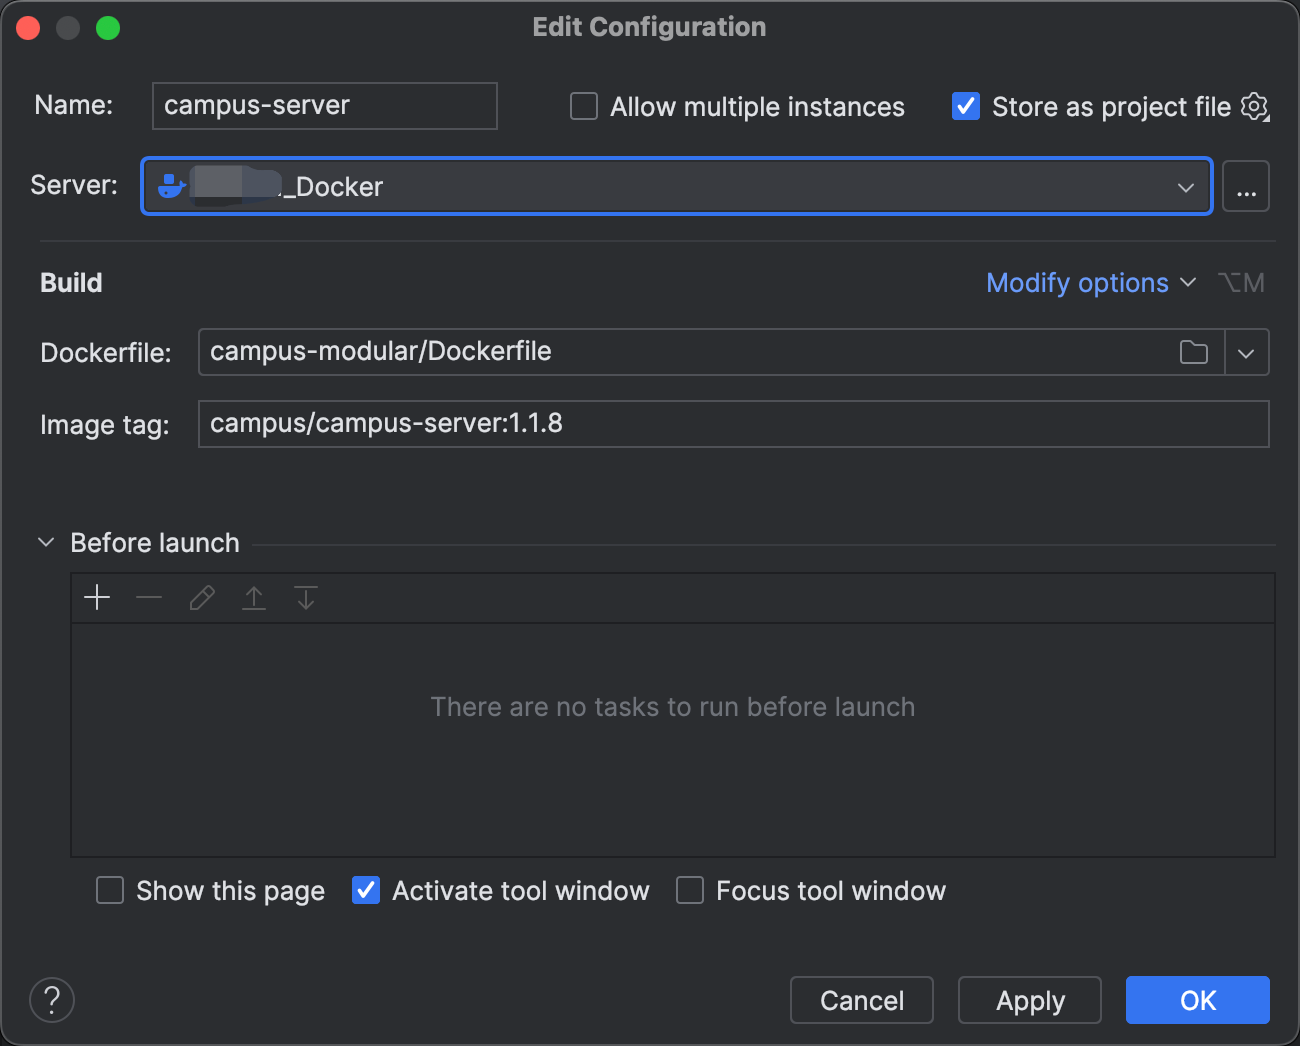 Edit Configuration
Name: campus-server Allow multiple instances Store as project file
Server: _Docker ...
Build Modify options ⌥M
Dockerfile: campus-modular/Dockerfile
Image tag: campus/campus-server:1.1.8
Before launch
There are no tasks to run before launch
Show this page Activate tool window Focus tool window
? Cancel Apply OK